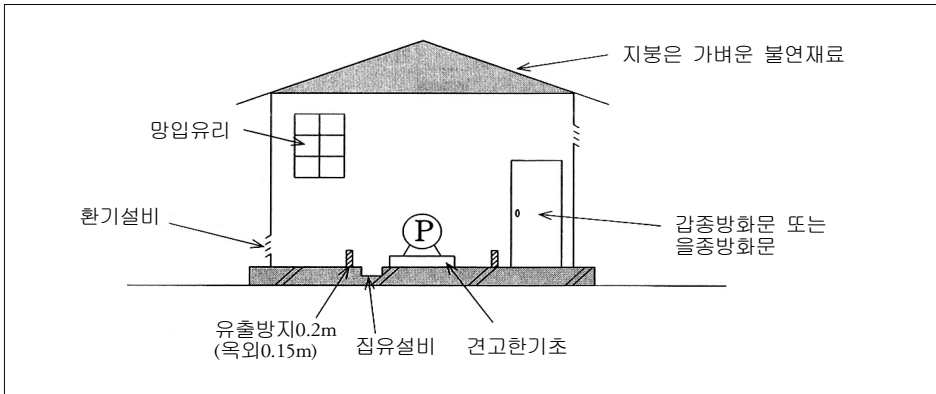 지붕은 가벼운 불연재료
망입유리
환기설비
P
갑종방화문 또는
을종방화문
유출방지0.2m
(옥외0.15m)
집유설비
견고한기초